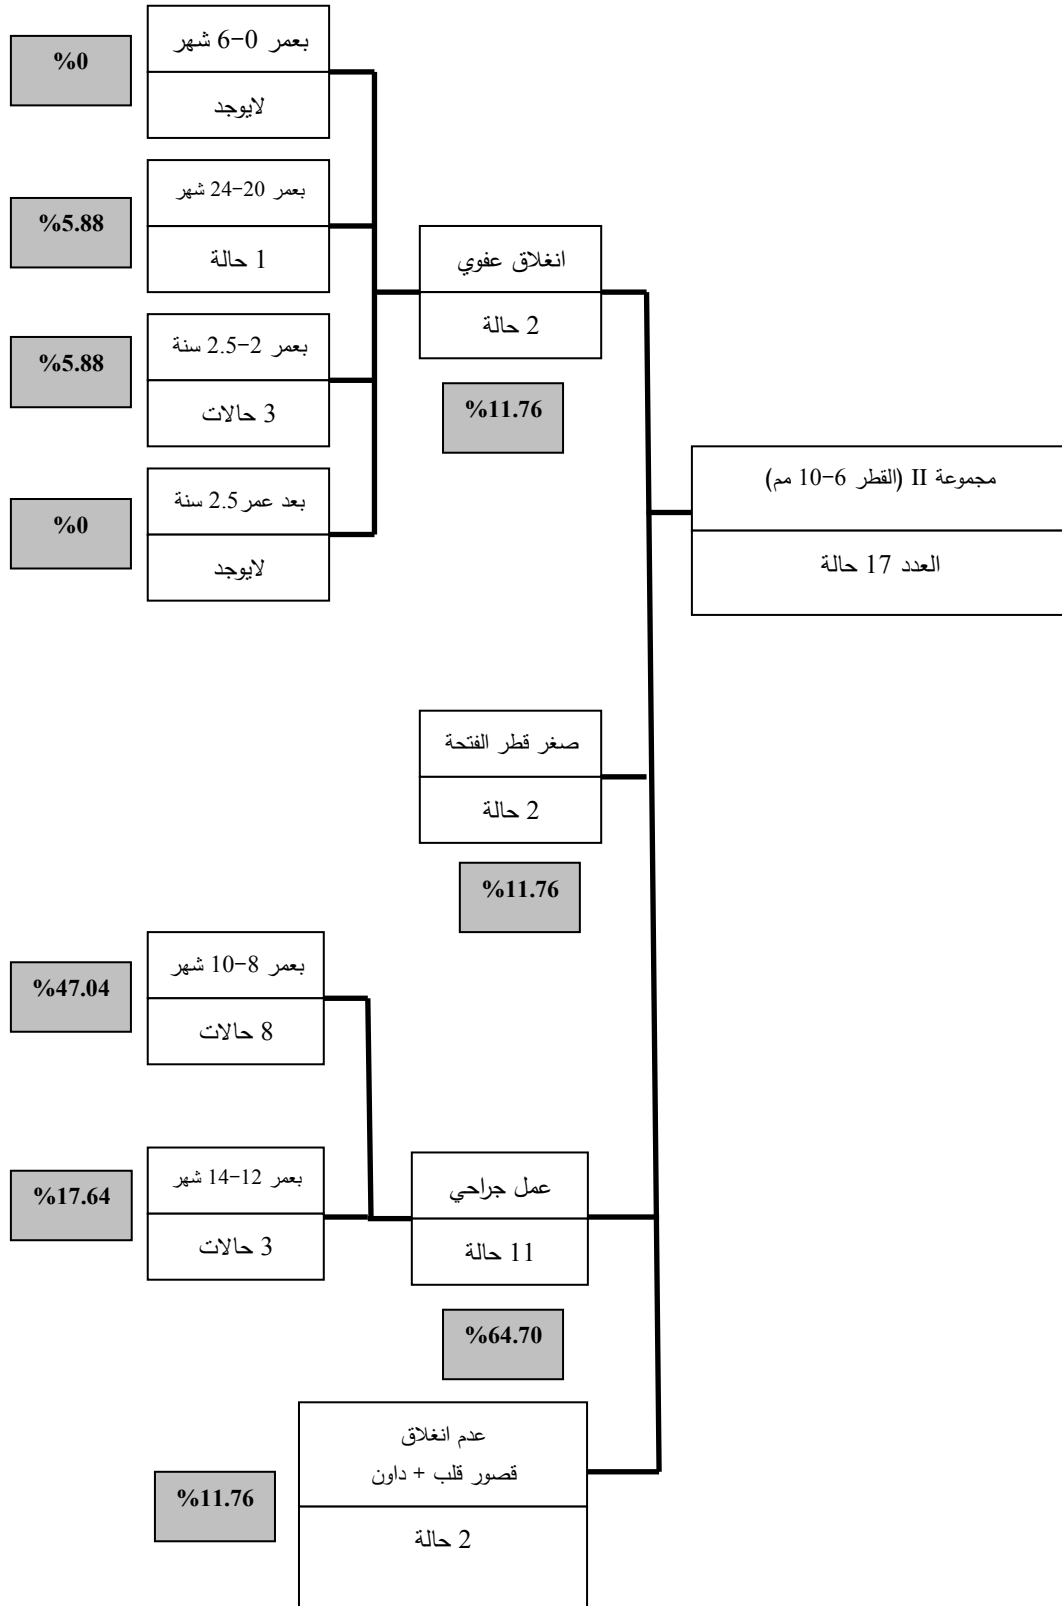 مجموعة II (القطر 6-10 مم)
العدد 17 حالة
انغلاق عفوي
2 حالة
%11.76
بعمر 0-6 شهر
لايوجد
%0
بعمر 20-24 شهر
1 حالة
%5.88
بعمر 2-2.5 سنة
3 حالات
%5.88
بعد عمر 2.5 سنة
لايوجد
%0
صغر قطر الفتحة
2 حالة
%11.76
عمل جراحي
11 حالة
%64.70
بعمر 8-10 شهر
8 حالات
%47.04
بعمر 12-14 شهر
3 حالات
%17.64
عدم انغلاق
قصور قلب + داون
2 حالة
%11.76